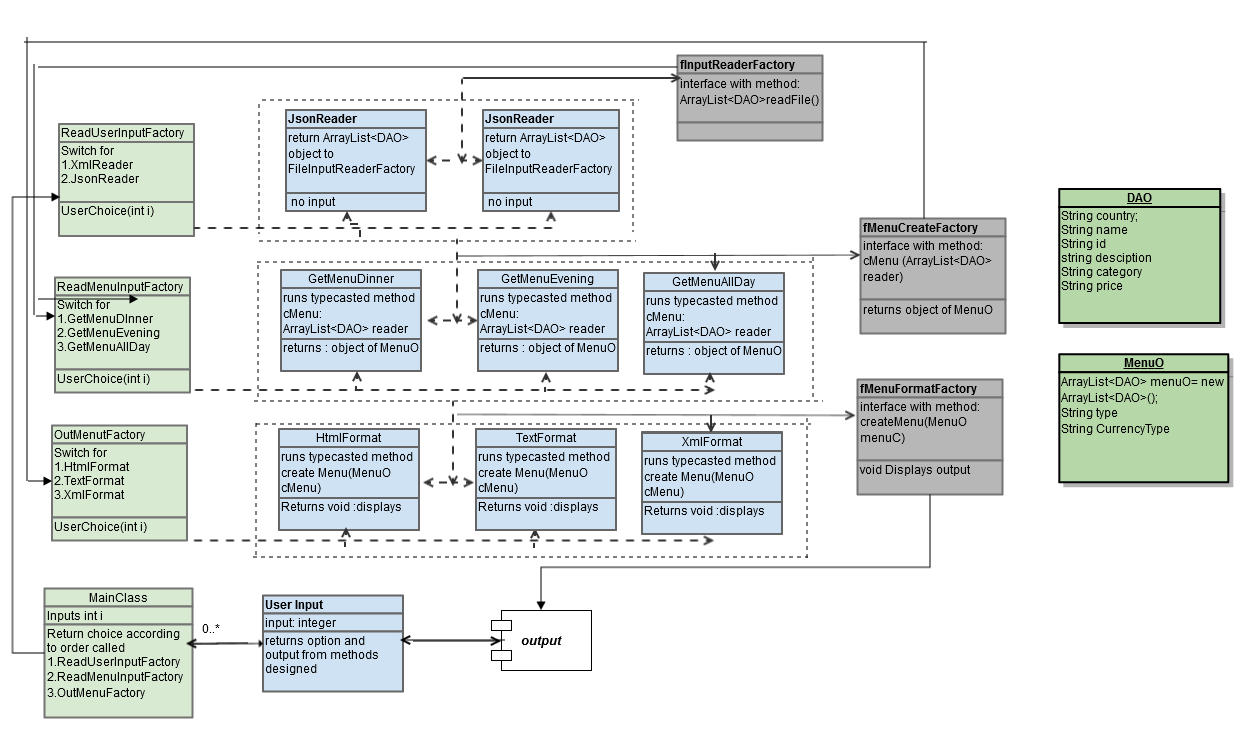 fInputReaderFactory
interface with method:
ArrayList<DAO>readFile()
JsonReader
return ArrayList<DAO>
object to
FileInputReaderFactory
no input
JsonReader
return ArrayList<DAO>
object to
FileInputReaderFactory
no input
ReadUserInputFactory
Switch for
1.XmlReader
2.JsonReader
UserChoice(int i)
DAO
String country;
String name
String id
string desciption
String category
String price
fMenuCreateFactory
interface with method:
cMenu (ArrayList<DAO>
reader)
returns object of MenuO
ReadMenuInputFactory
Switch for
1.GetMenuDInner
2.GetMenuEvening
3.GetMenuAllDay
UserChoice(int i)
GetMenuDinner
runs typecasted method
cMenu:
ArrayList<DAO> reader
returns : object of MenuO
GetMenuEvening
runs typecasted method
cMenu:
ArrayList<DAO> reader
returns : object of MenuO
GetMenuAllDay
runs typecasted method
cMenu:
ArrayList<DAO> reader
returns : object of MenuO
MenuO
ArrayList<DAO> menuO= new
ArrayList<DAO>();
String type
String CurrencyType
fMenuFormatFactory
interface with method:
createMenu(MenuO
menuC)
void Displays output
OutMenutFactory
Switch for
1.HtmlFormat
2.TextFormat
3.XmlFormat
UserChoice(int i)
HtmlFormat
runs typecasted method
create Menu(MenuO
cMenu)
Returns void :displays
TextFormat
runs typecasted method
create Menu(MenuO
cMenu)
Returns void :displays
XmlFormat
runs typecasted method
create Menu(MenuO
cMenu)
Returns void :displays
MainClass
Inputs int i
Return choice according
to order called
1.ReadUserInputFactory
2.ReadMenuInputFactory
3.OutMenuFactory
0..*
User Input
input: integer
returns option and
output from methods
designed
output